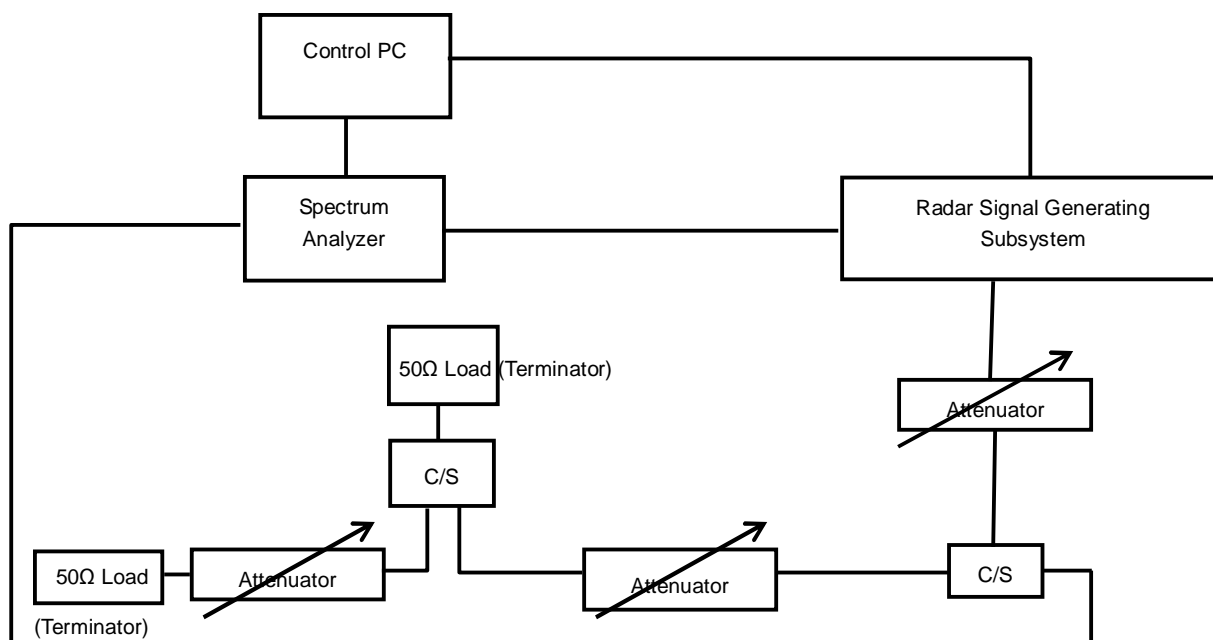 Control PC
Spectrum
Analyzer
Radar Signal Generating
Subsystem
50Ω Load (Terminator)
Attenuator
C/S
50Ω Load
(Terminator)
Attenuator
Attenuator
C/S